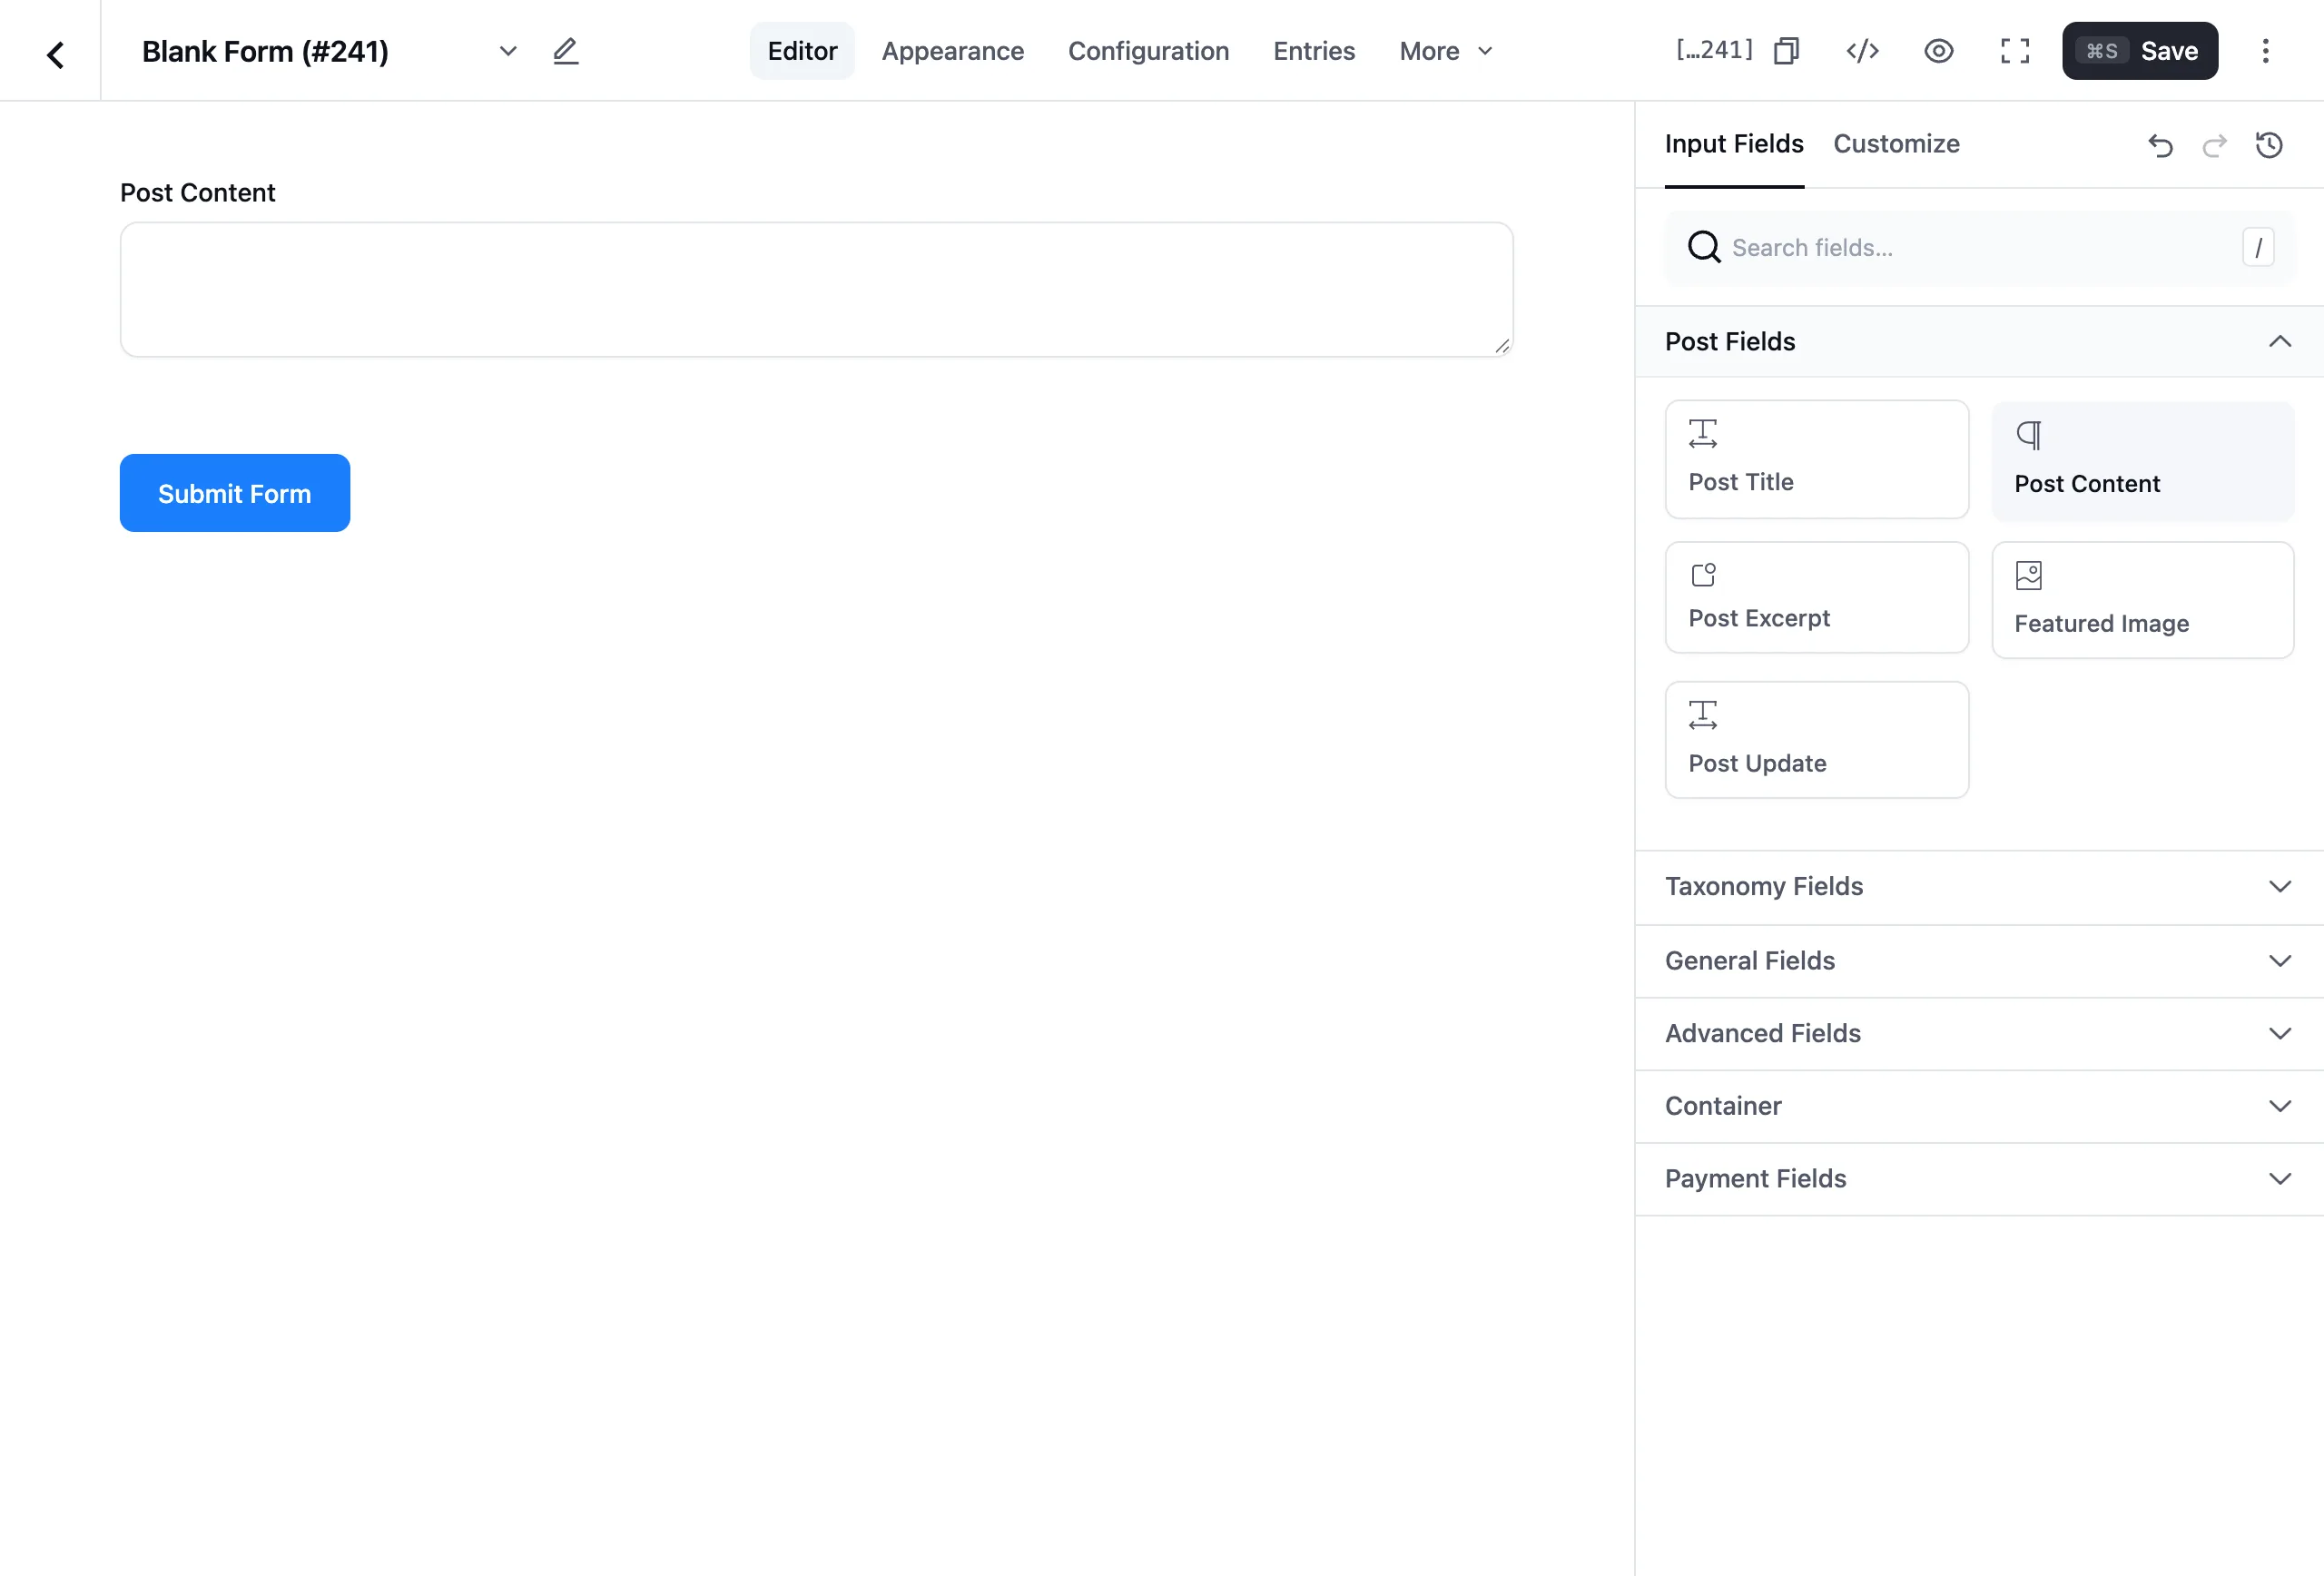 Blank Form (#241)
Editor
Appearance
Configuration
Entries
More
[…241]
⌘S Save
Post Content
Submit Form
Input Fields
Customize
Search fields...
/
Post Fields
Post Title
Post Content
Post Excerpt
Featured Image
Post Update
Taxonomy Fields
General Fields
Advanced Fields
Container
Payment Fields